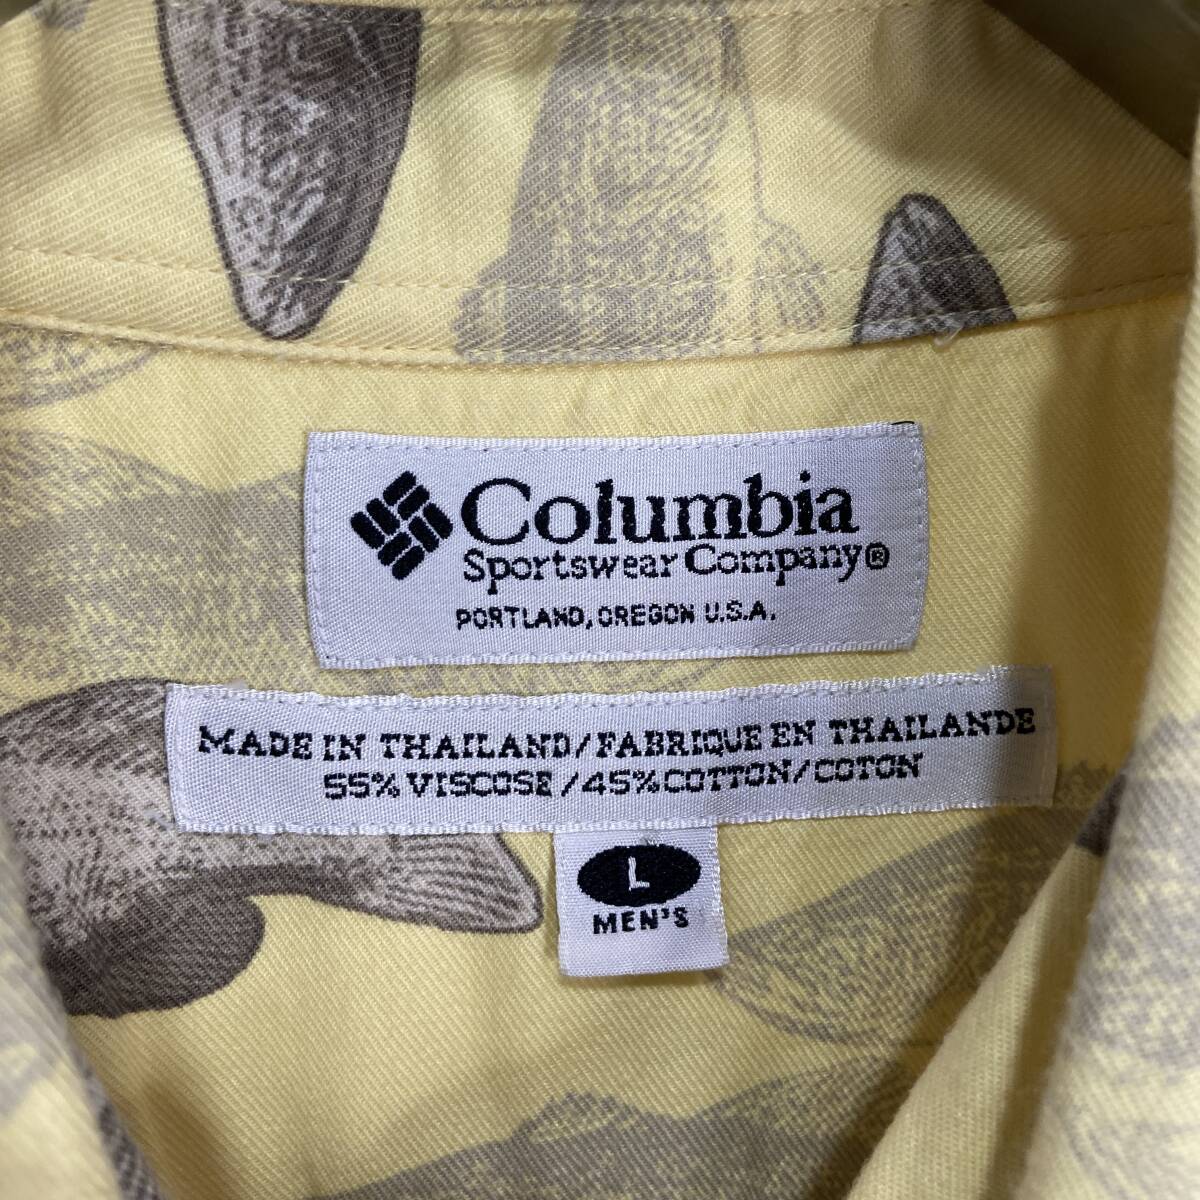 Columbia
Sportswear Company®
PORTLAND, OREGON U.S.A.
MADE IN THAILAND/FABRIQUE EN THAILANDE
55% VISCOSE/45% COTTON/COTON
L
MEN'S